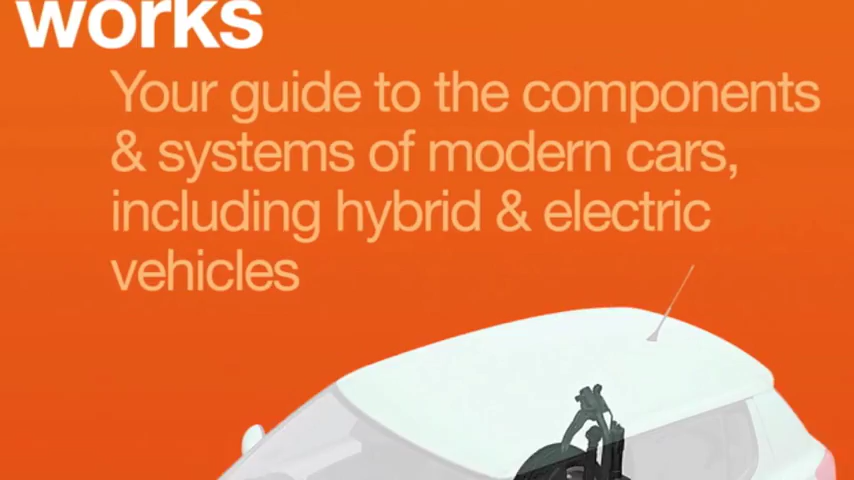 works
Your guide to the components
& systems of modern cars,
including hybrid & electric
vehicles